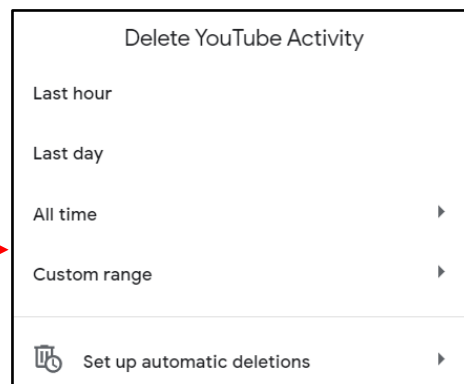 Delete YouTube Activity
Last hour
Last day
All time
Custom range
Set up automatic deletions